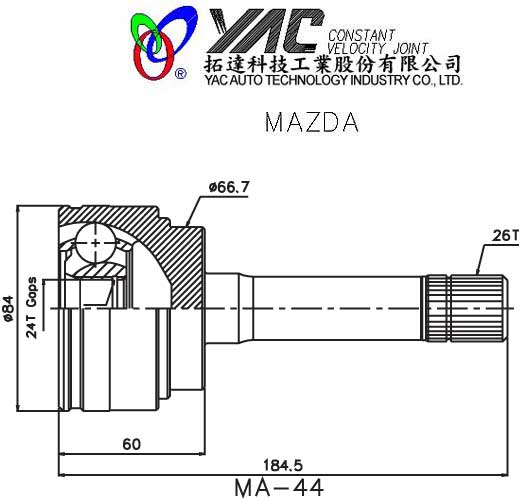 YAC CONSTANT
VELOCITY JOINT
®
拓達科技工業股份有限公司
YAC AUTO TECHNOLOGY INDUSTRY CO., LTD.
MAZDA
ø66.7
26T
ø84
24T Gaps
60
184.5
MA-44